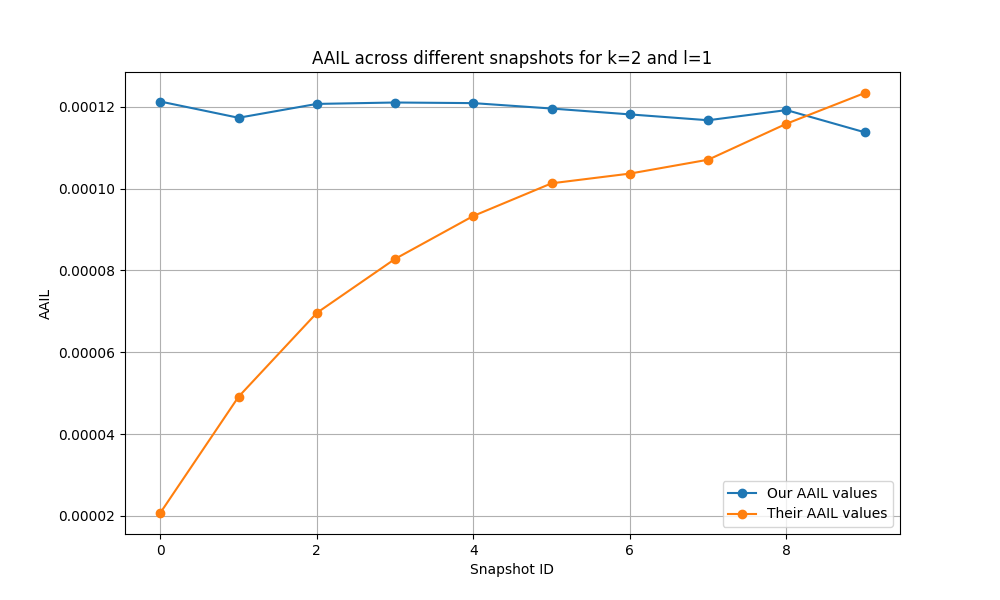 AAIL across different snapshots for k=2 and l=1
0.00012
0.00010
0.00008
0.00006
0.00004
0.00002
AAIL
0 2 4 6 8
Snapshot ID
Our AAIL values
Their AAIL values